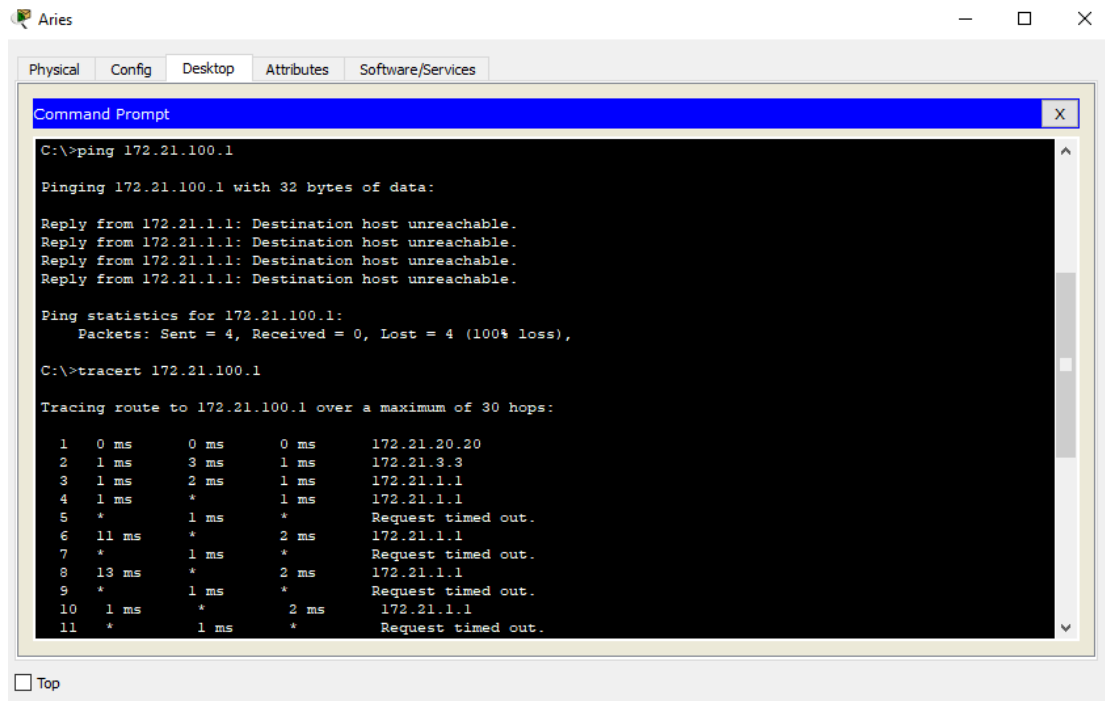 Aries
Physical Config Desktop Attributes Software/Services
Command Prompt X
C:\>ping 172.21.100.1
Pinging 172.21.100.1 with 32 bytes of data:
Reply from 172.21.1.1: Destination host unreachable.
Reply from 172.21.1.1: Destination host unreachable.
Reply from 172.21.1.1: Destination host unreachable.
Reply from 172.21.1.1: Destination host unreachable.
Ping statistics for 172.21.100.1:
Packets: Sent = 4, Received = 0, Lost = 4 (100% loss),
C:\>tracert 172.21.100.1
Tracing route to 172.21.100.1 over a maximum of 30 hops:
1 0 ms 0 ms 0 ms 172.21.20.20
2 1 ms 3 ms 1 ms 172.21.3.3
3 1 ms 2 ms 1 ms 172.21.1.1
4 1 ms * 1 ms 172.21.1.1
5 * 1 ms * Request timed out.
6 11 ms * 2 ms 172.21.1.1
7 * 1 ms * Request timed out.
8 13 ms * 2 ms 172.21.1.1
9 * 1 ms * Request timed out.
10 1 ms * 2 ms 172.21.1.1
11 * 1 ms * Request timed out.
Top